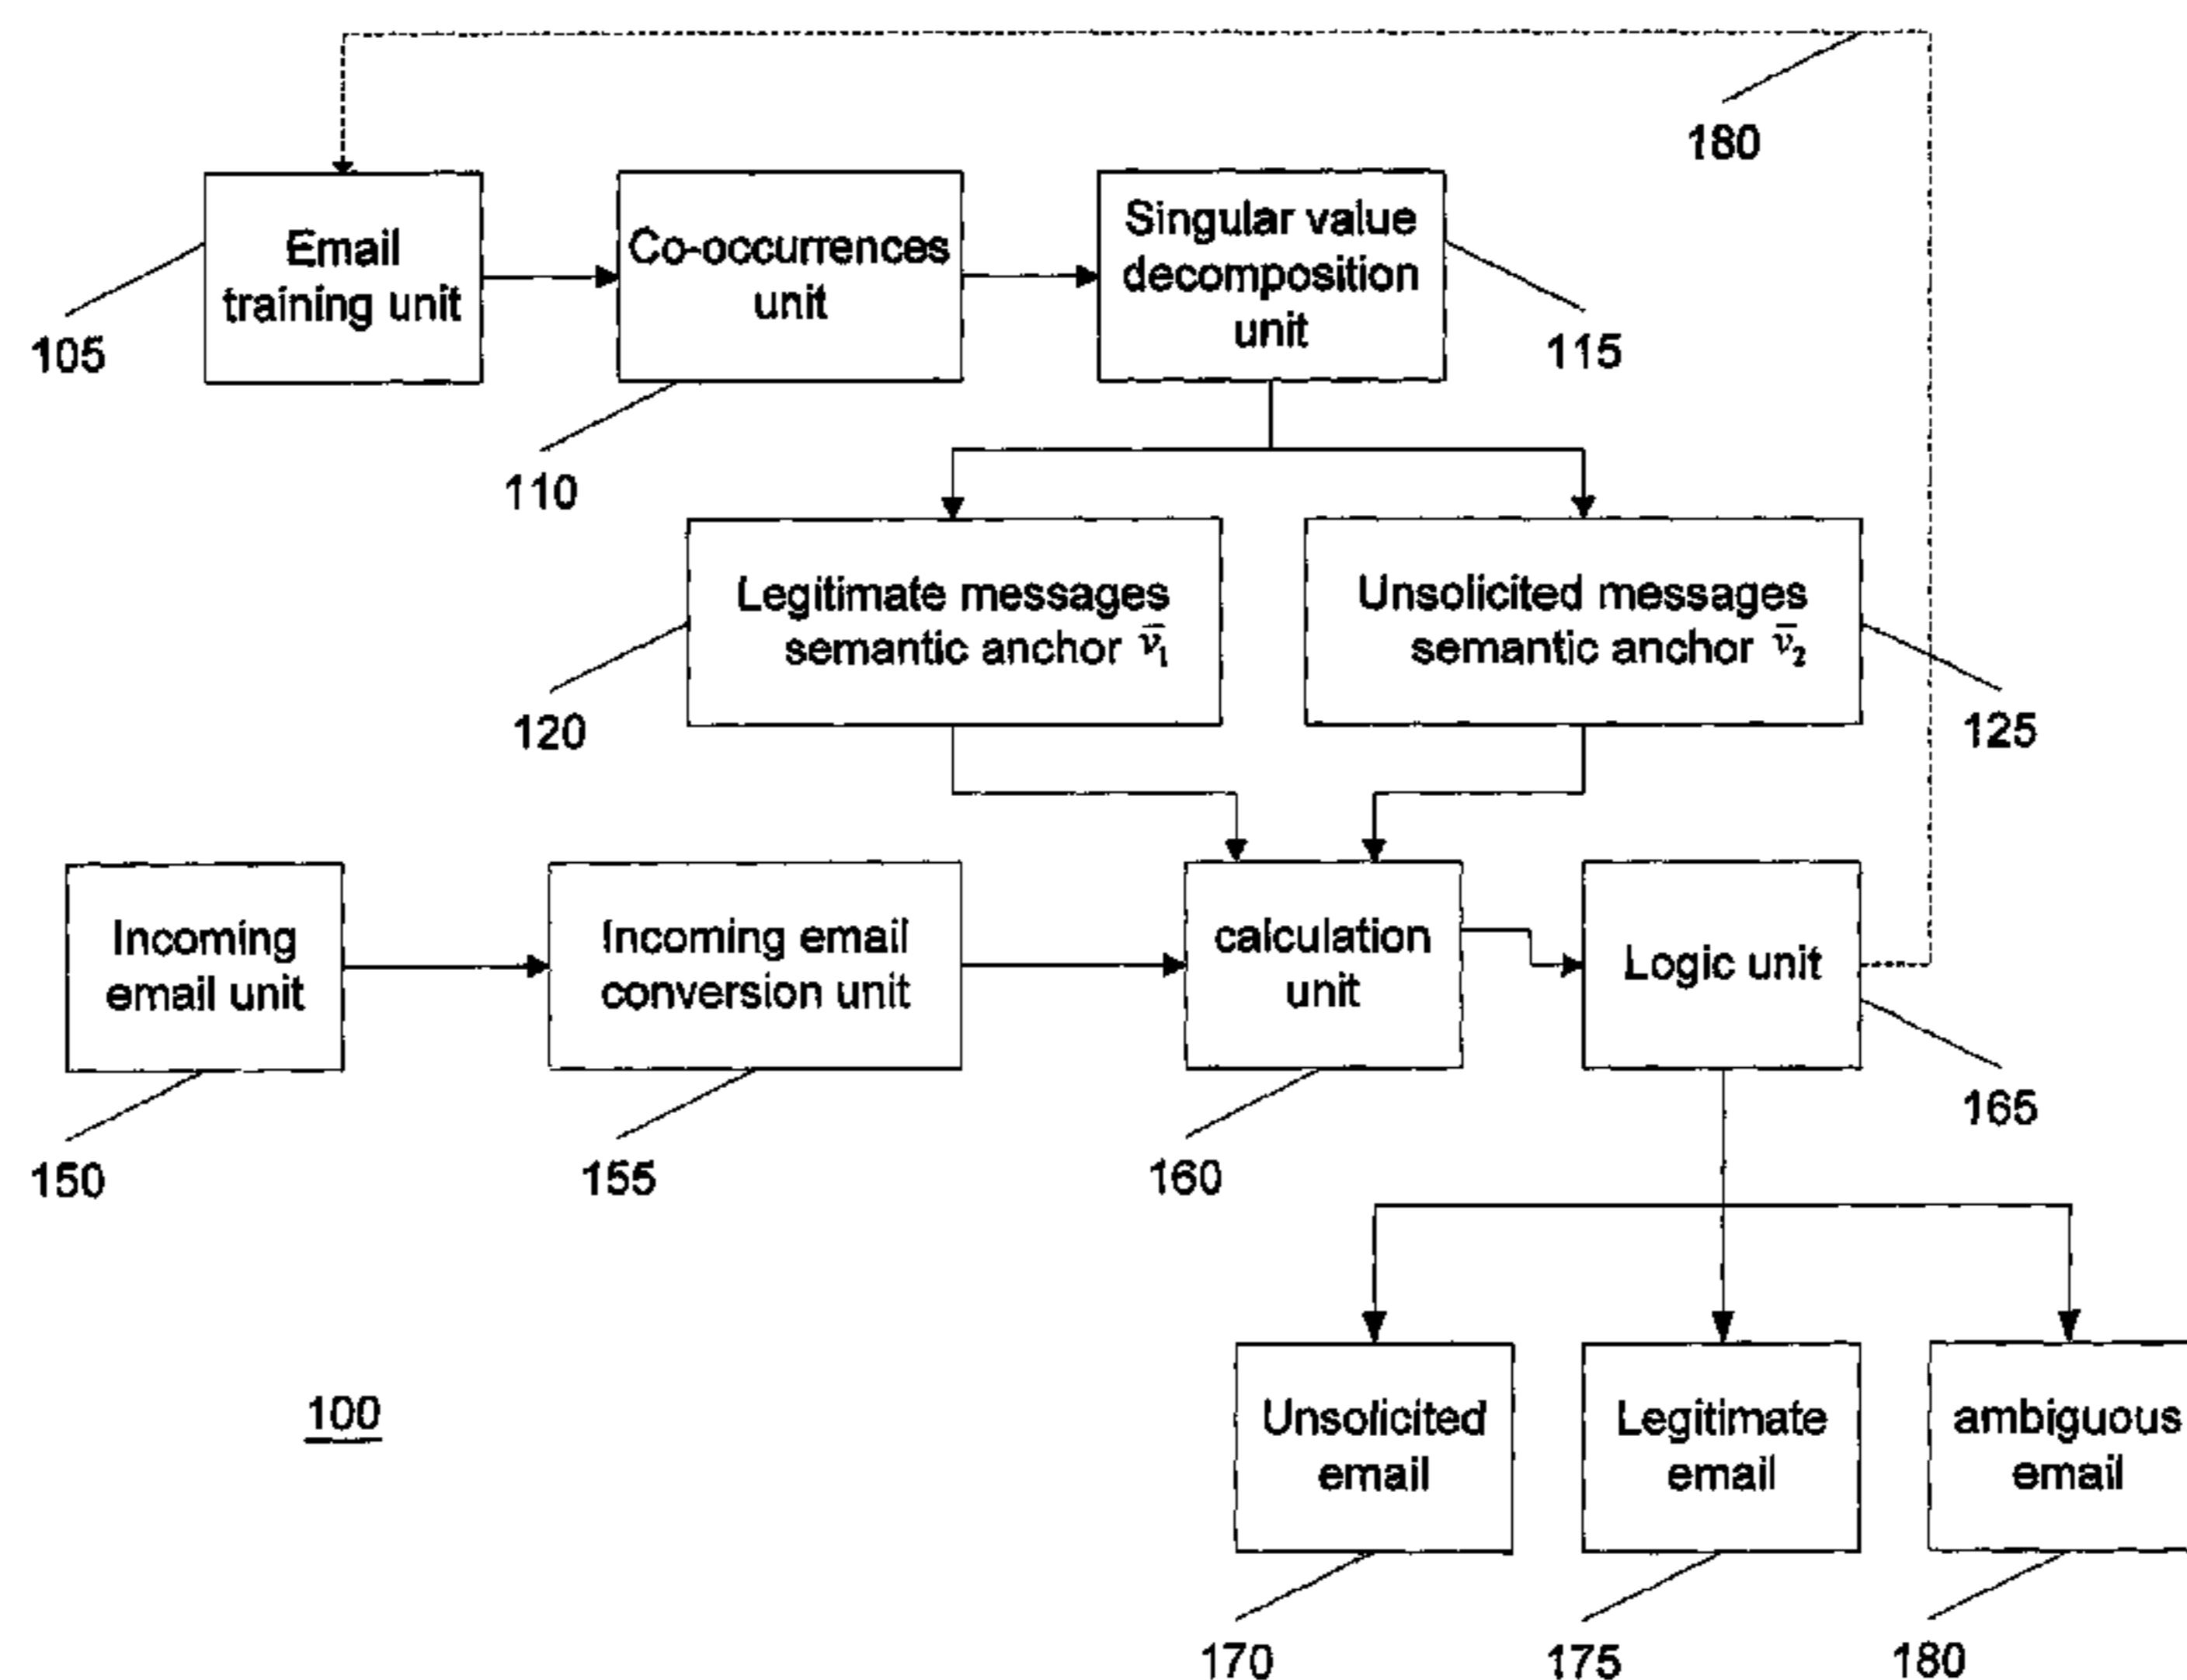 180
Email
training unit
Co-occurrences
unit
Singular value
decomposition
unit
105
110
115
Legitimate messages
semantic anchor v̅₁
Unsolicited messages
semantic anchor v̅₂
120
125
Incoming
email unit
Incoming email
conversion unit
calculation
unit
Logic unit
150
155
160
165
Unsolicited
email
Legitimate
email
ambiguous
email
100
170
175
180